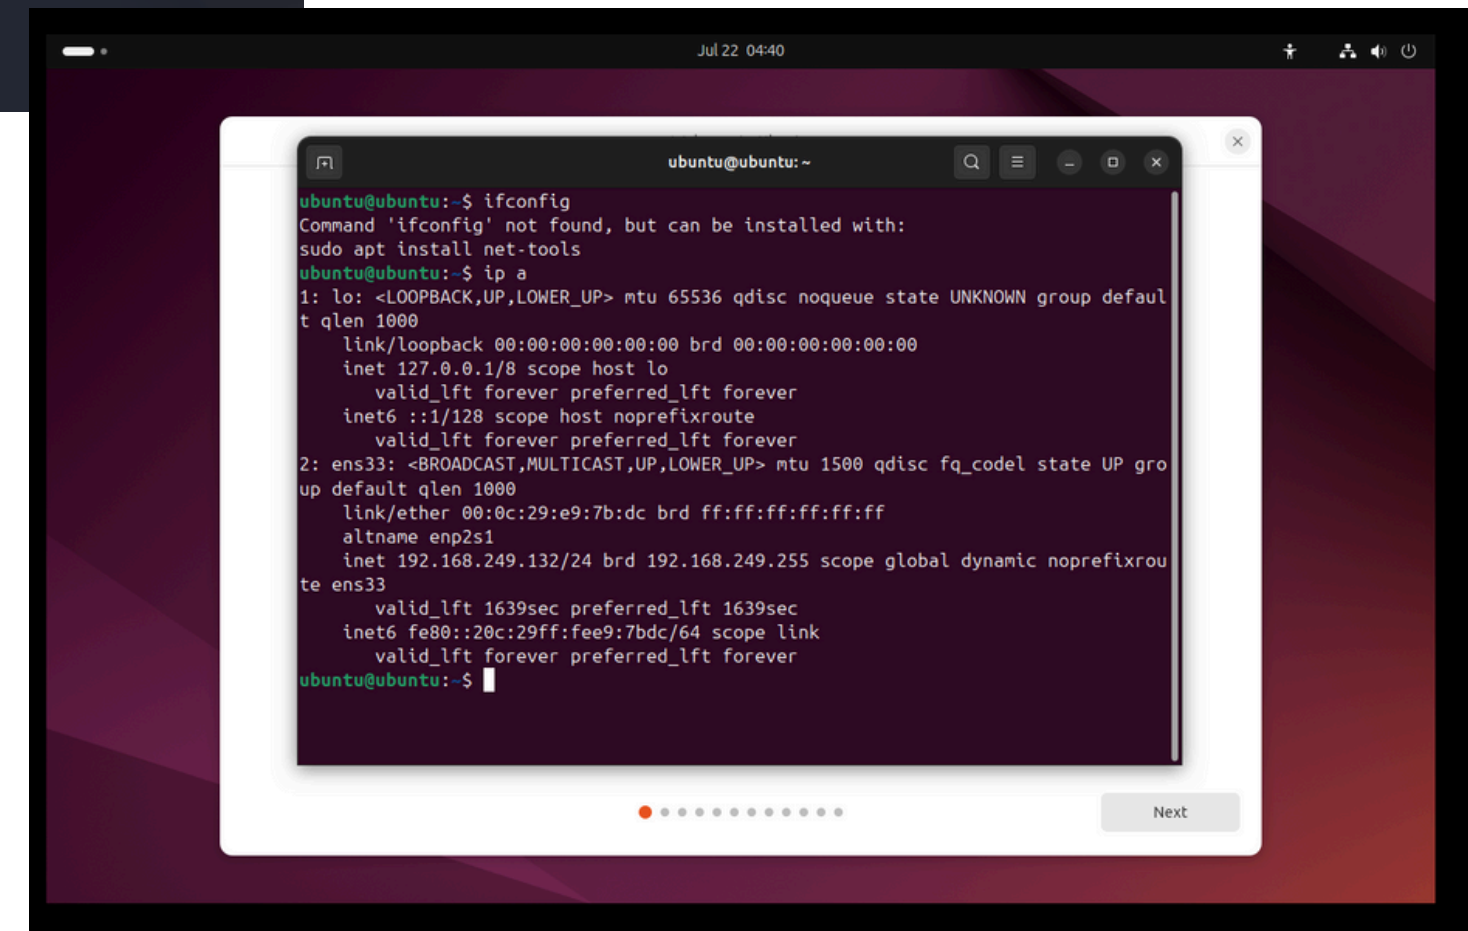 Jul 22 04:40
ubuntu@ubuntu: ~
ubuntu@ubuntu:~$ ifconfig
Command 'ifconfig' not found, but can be installed with:
sudo apt install net-tools
ubuntu@ubuntu:~$ ip a
1: lo: <LOOPBACK,UP,LOWER_UP> mtu 65536 qdisc noqueue state UNKNOWN group defaul
t qlen 1000
    link/loopback 00:00:00:00:00:00 brd 00:00:00:00:00:00
    inet 127.0.0.1/8 scope host lo
       valid_lft forever preferred_lft forever
    inet6 ::1/128 scope host noprefixroute
       valid_lft forever preferred_lft forever
2: ens33: <BROADCAST,MULTICAST,UP,LOWER_UP> mtu 1500 qdisc fq_codel state UP gro
up default qlen 1000
    link/ether 00:0c:29:e9:7b:dc brd ff:ff:ff:ff:ff:ff
    altname enp2s1
    inet 192.168.249.132/24 brd 192.168.249.255 scope global dynamic noprefixrou
te ens33
       valid_lft 1639sec preferred_lft 1639sec
    inet6 fe80::20c:29ff:fee9:7bdc/64 scope link
       valid_lft forever preferred_lft forever
ubuntu@ubuntu:~$
Next